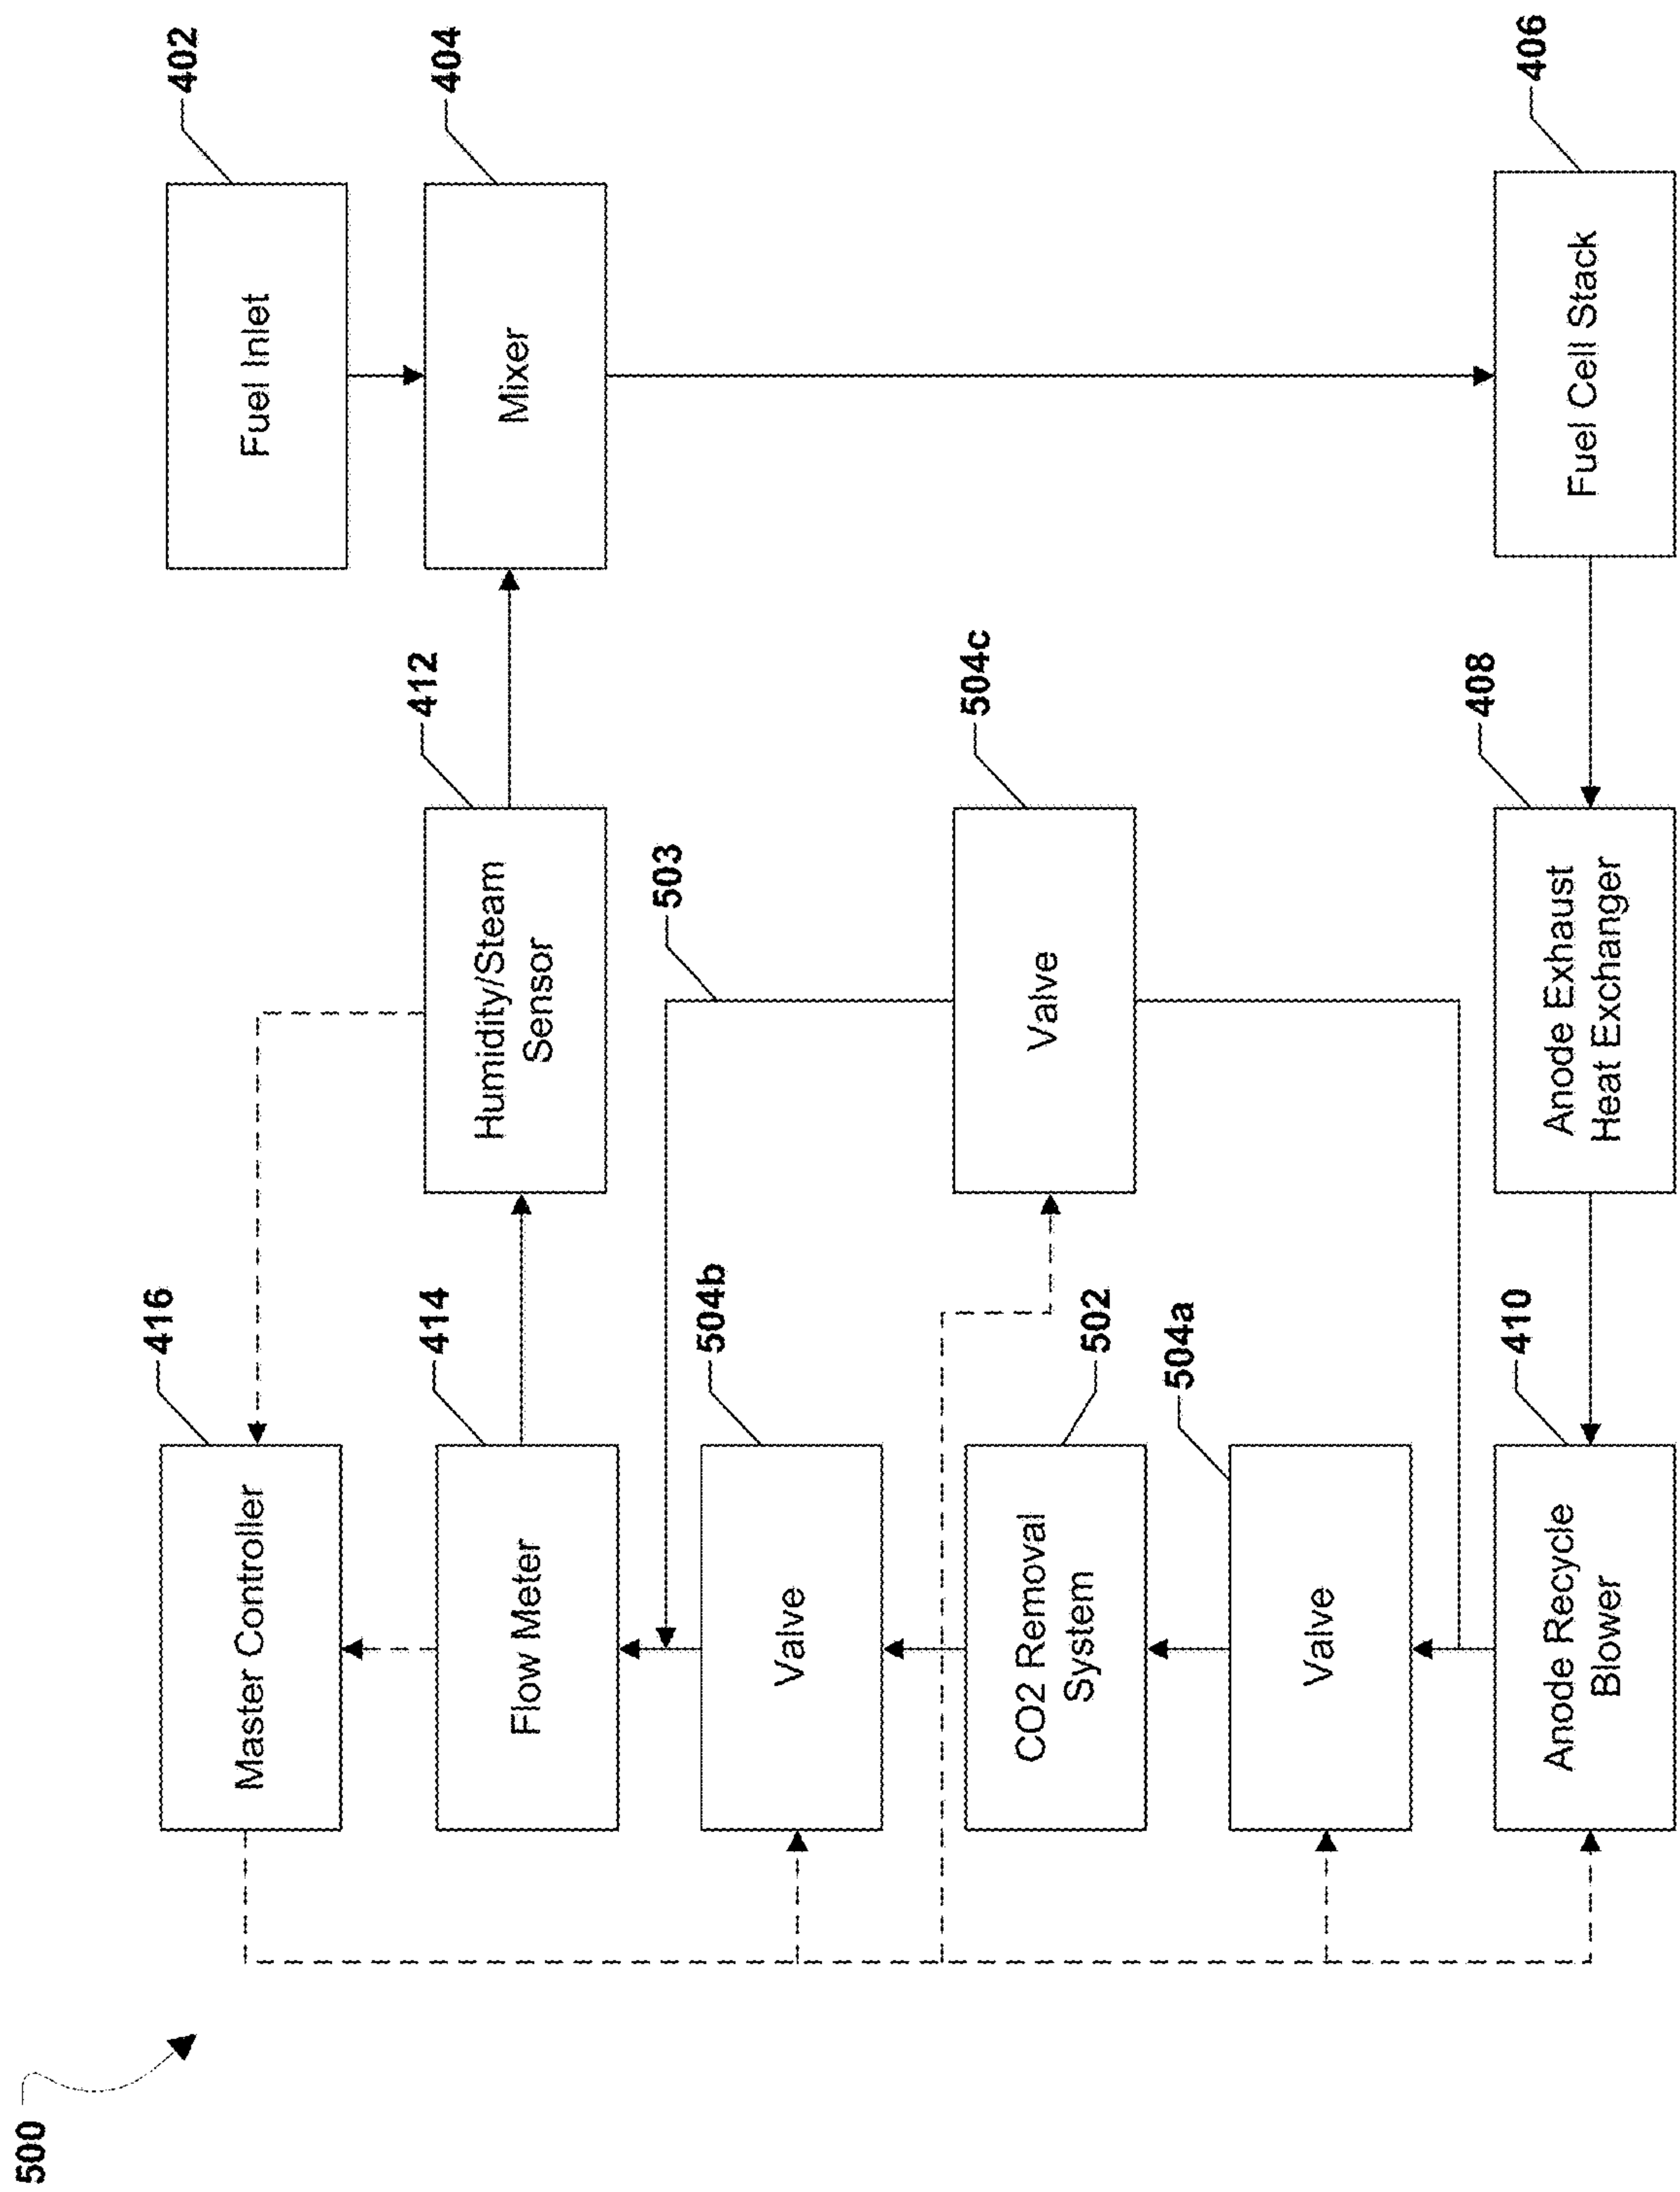 500
416
Master Controller
414
Flow Meter
504b
Valve
502
CO2 Removal
System
504a
Valve
410
Anode Recycle
Blower
412
Humidity/Steam
Sensor
503
504c
Valve
408
Anode Exhaust
Heat Exchanger
402
Fuel Inlet
404
Mixer
406
Fuel Cell Stack